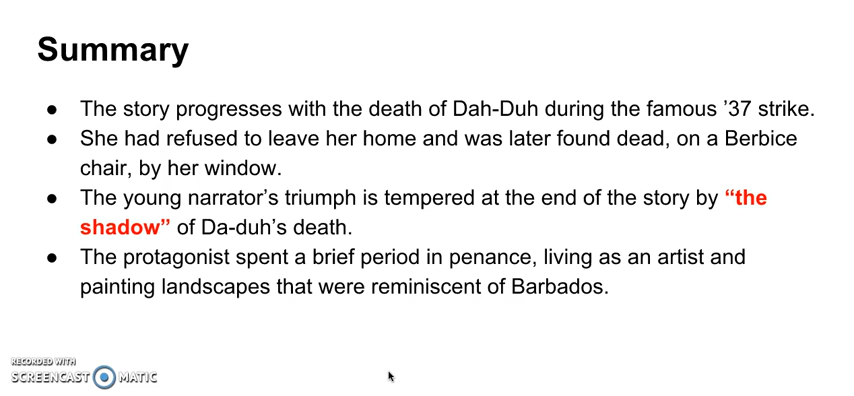 Summary
● The story progresses with the death of Dah-Duh during the famous ’37 strike.
● She had refused to leave her home and was later found dead, on a Berbice
chair, by her window.
● The young narrator’s triumph is tempered at the end of the story by “the
shadow” of Da-duh’s death.
● The protagonist spent a brief period in penance, living as an artist and
painting landscapes that were reminiscent of Barbados.
RECORDED WITH
SCREENCAST MATIC